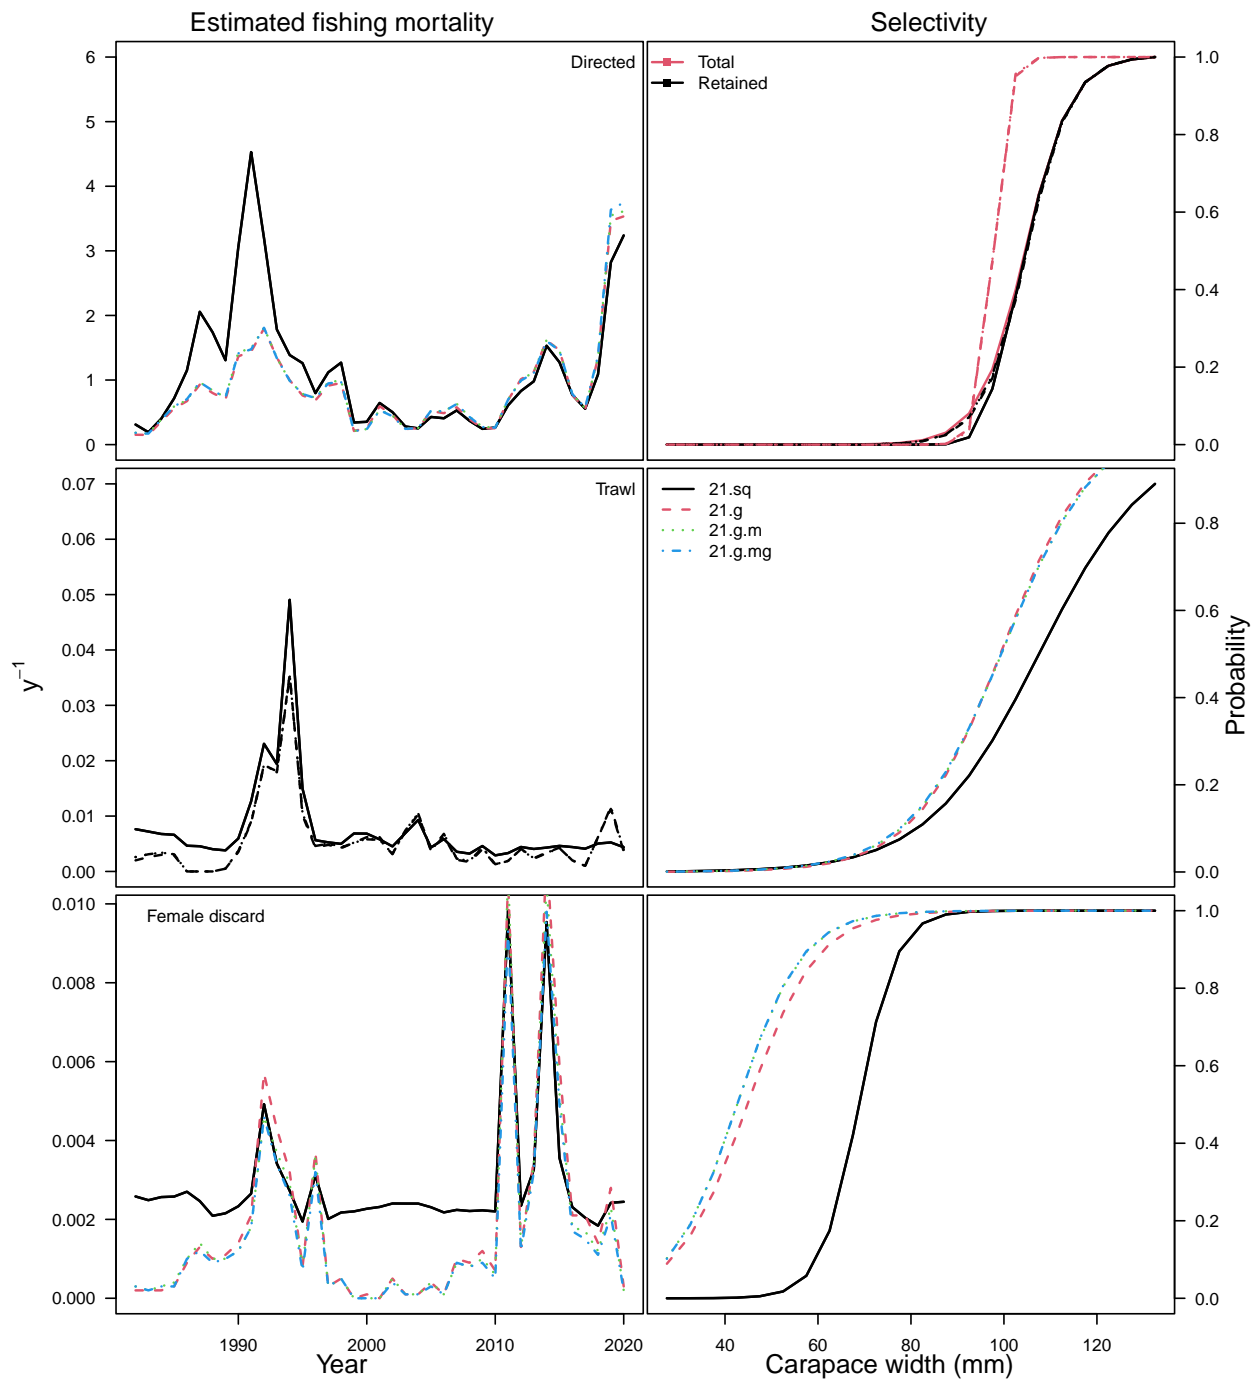 Estimated fishing mortality
Selectivity
Directed
6
5
4
3
2
1
0
Total
Retained
1.0
0.8
0.6
0.4
0.2
0.0
Trawl
0.07
0.06
0.05
0.04
0.03
0.02
0.01
0.00
y⁻¹
21.sq
21.g
21.g.m
21.g.mg
0.8
0.6
0.4
0.2
0.0
Probability
Female discard
0.010
0.008
0.006
0.004
0.002
0.000
1990 2000 2010 2020
Year
1.0
0.8
0.6
0.4
0.2
0.0
40 60 80 100 120
Carapace width (mm)